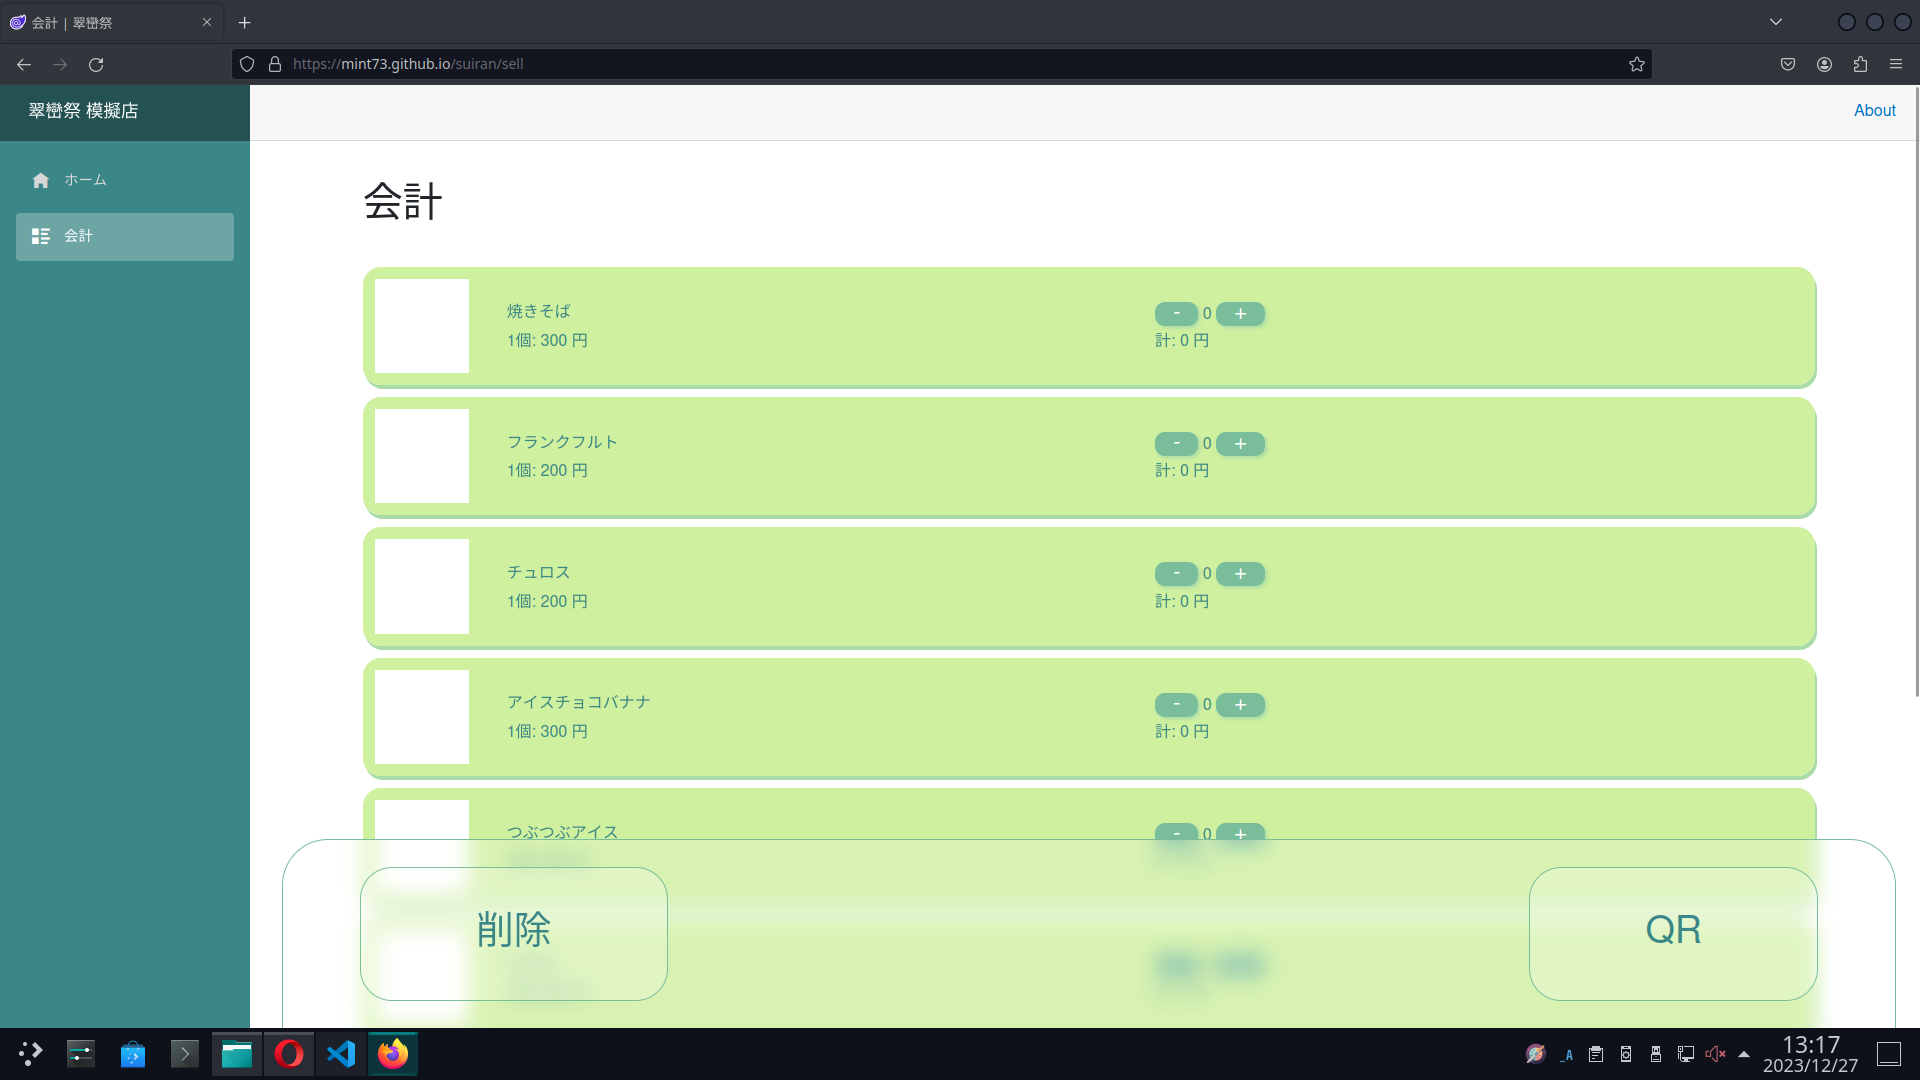 会計 | 翠巒祭
https://mint73.github.io/suiran/sell
翠巒祭 模擬店
About
ホーム
会計
会計
焼きそば
- 0 +
1個: 300 円
計: 0 円
フランクフルト
- 0 +
1個: 200 円
計: 0 円
チュロス
- 0 +
1個: 200 円
計: 0 円
アイスチョコバナナ
- 0 +
1個: 300 円
計: 0 円
つぶつぶアイス
- 0 +
削除
QR
_A
13:17
2023/12/27